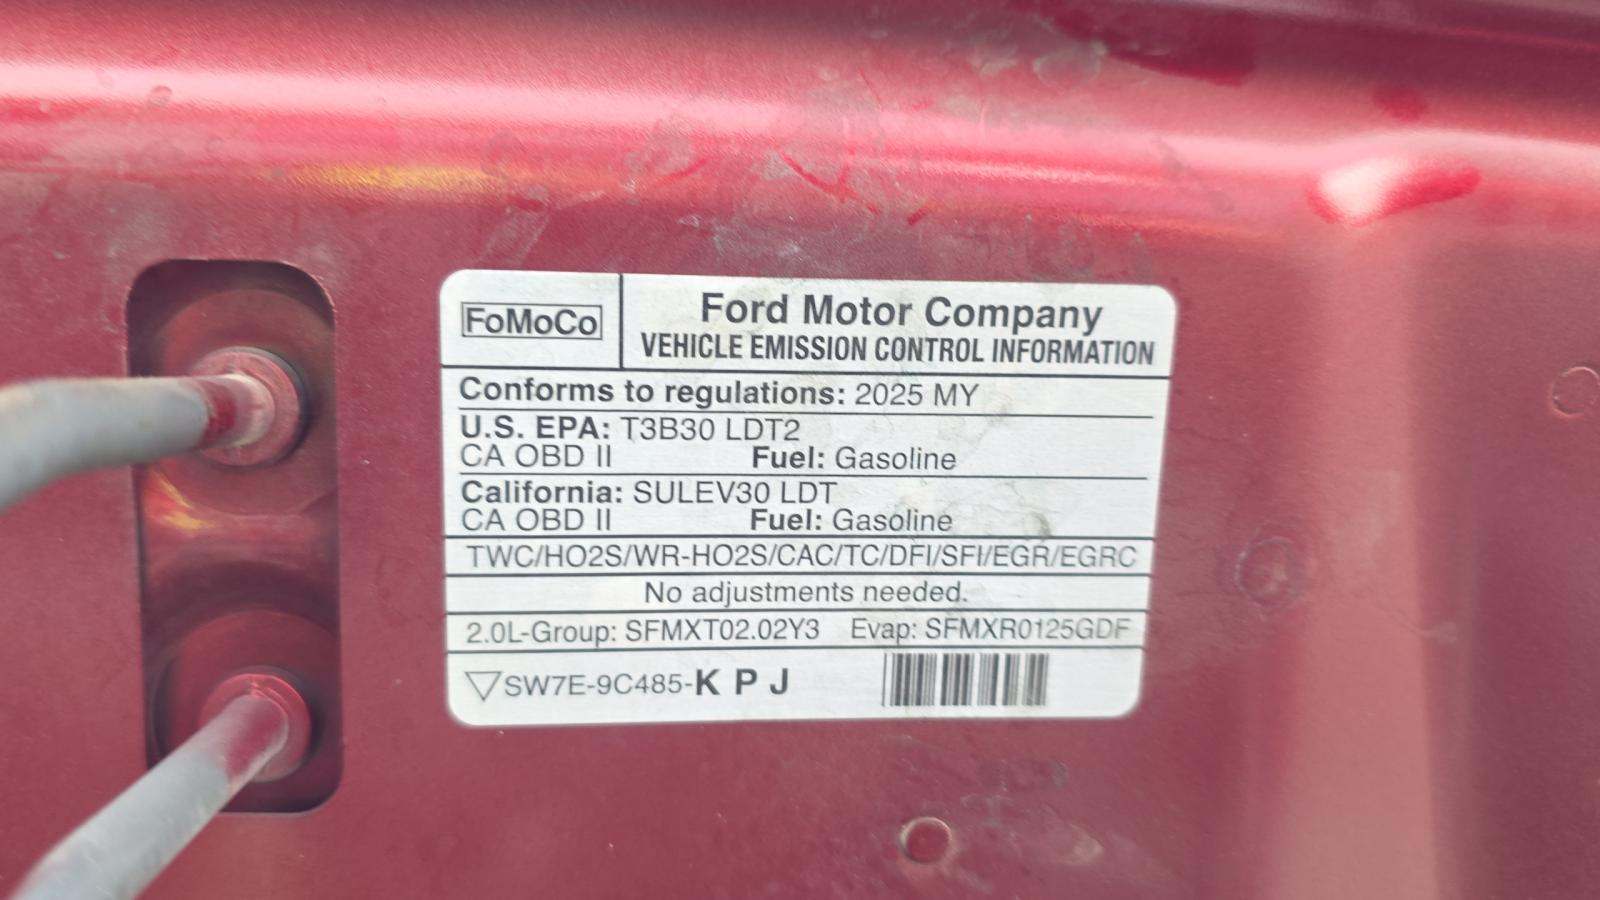 FoMoCo
Ford Motor Company
VEHICLE EMISSION CONTROL INFORMATION
Conforms to regulations: 2025 MY
U.S. EPA: T3B30 LDT2
CA OBD II Fuel: Gasoline
California: SULEV30 LDT
CA OBD II Fuel: Gasoline
TWC/HO2S/WR-HO2S/CAC/TC/DFI/SFI/EGR/EGRC
No adjustments needed.
2.0L-Group: SFMXT02.02Y3 Evap: SFMXR0125GDF
SW7E-9C485-K P J